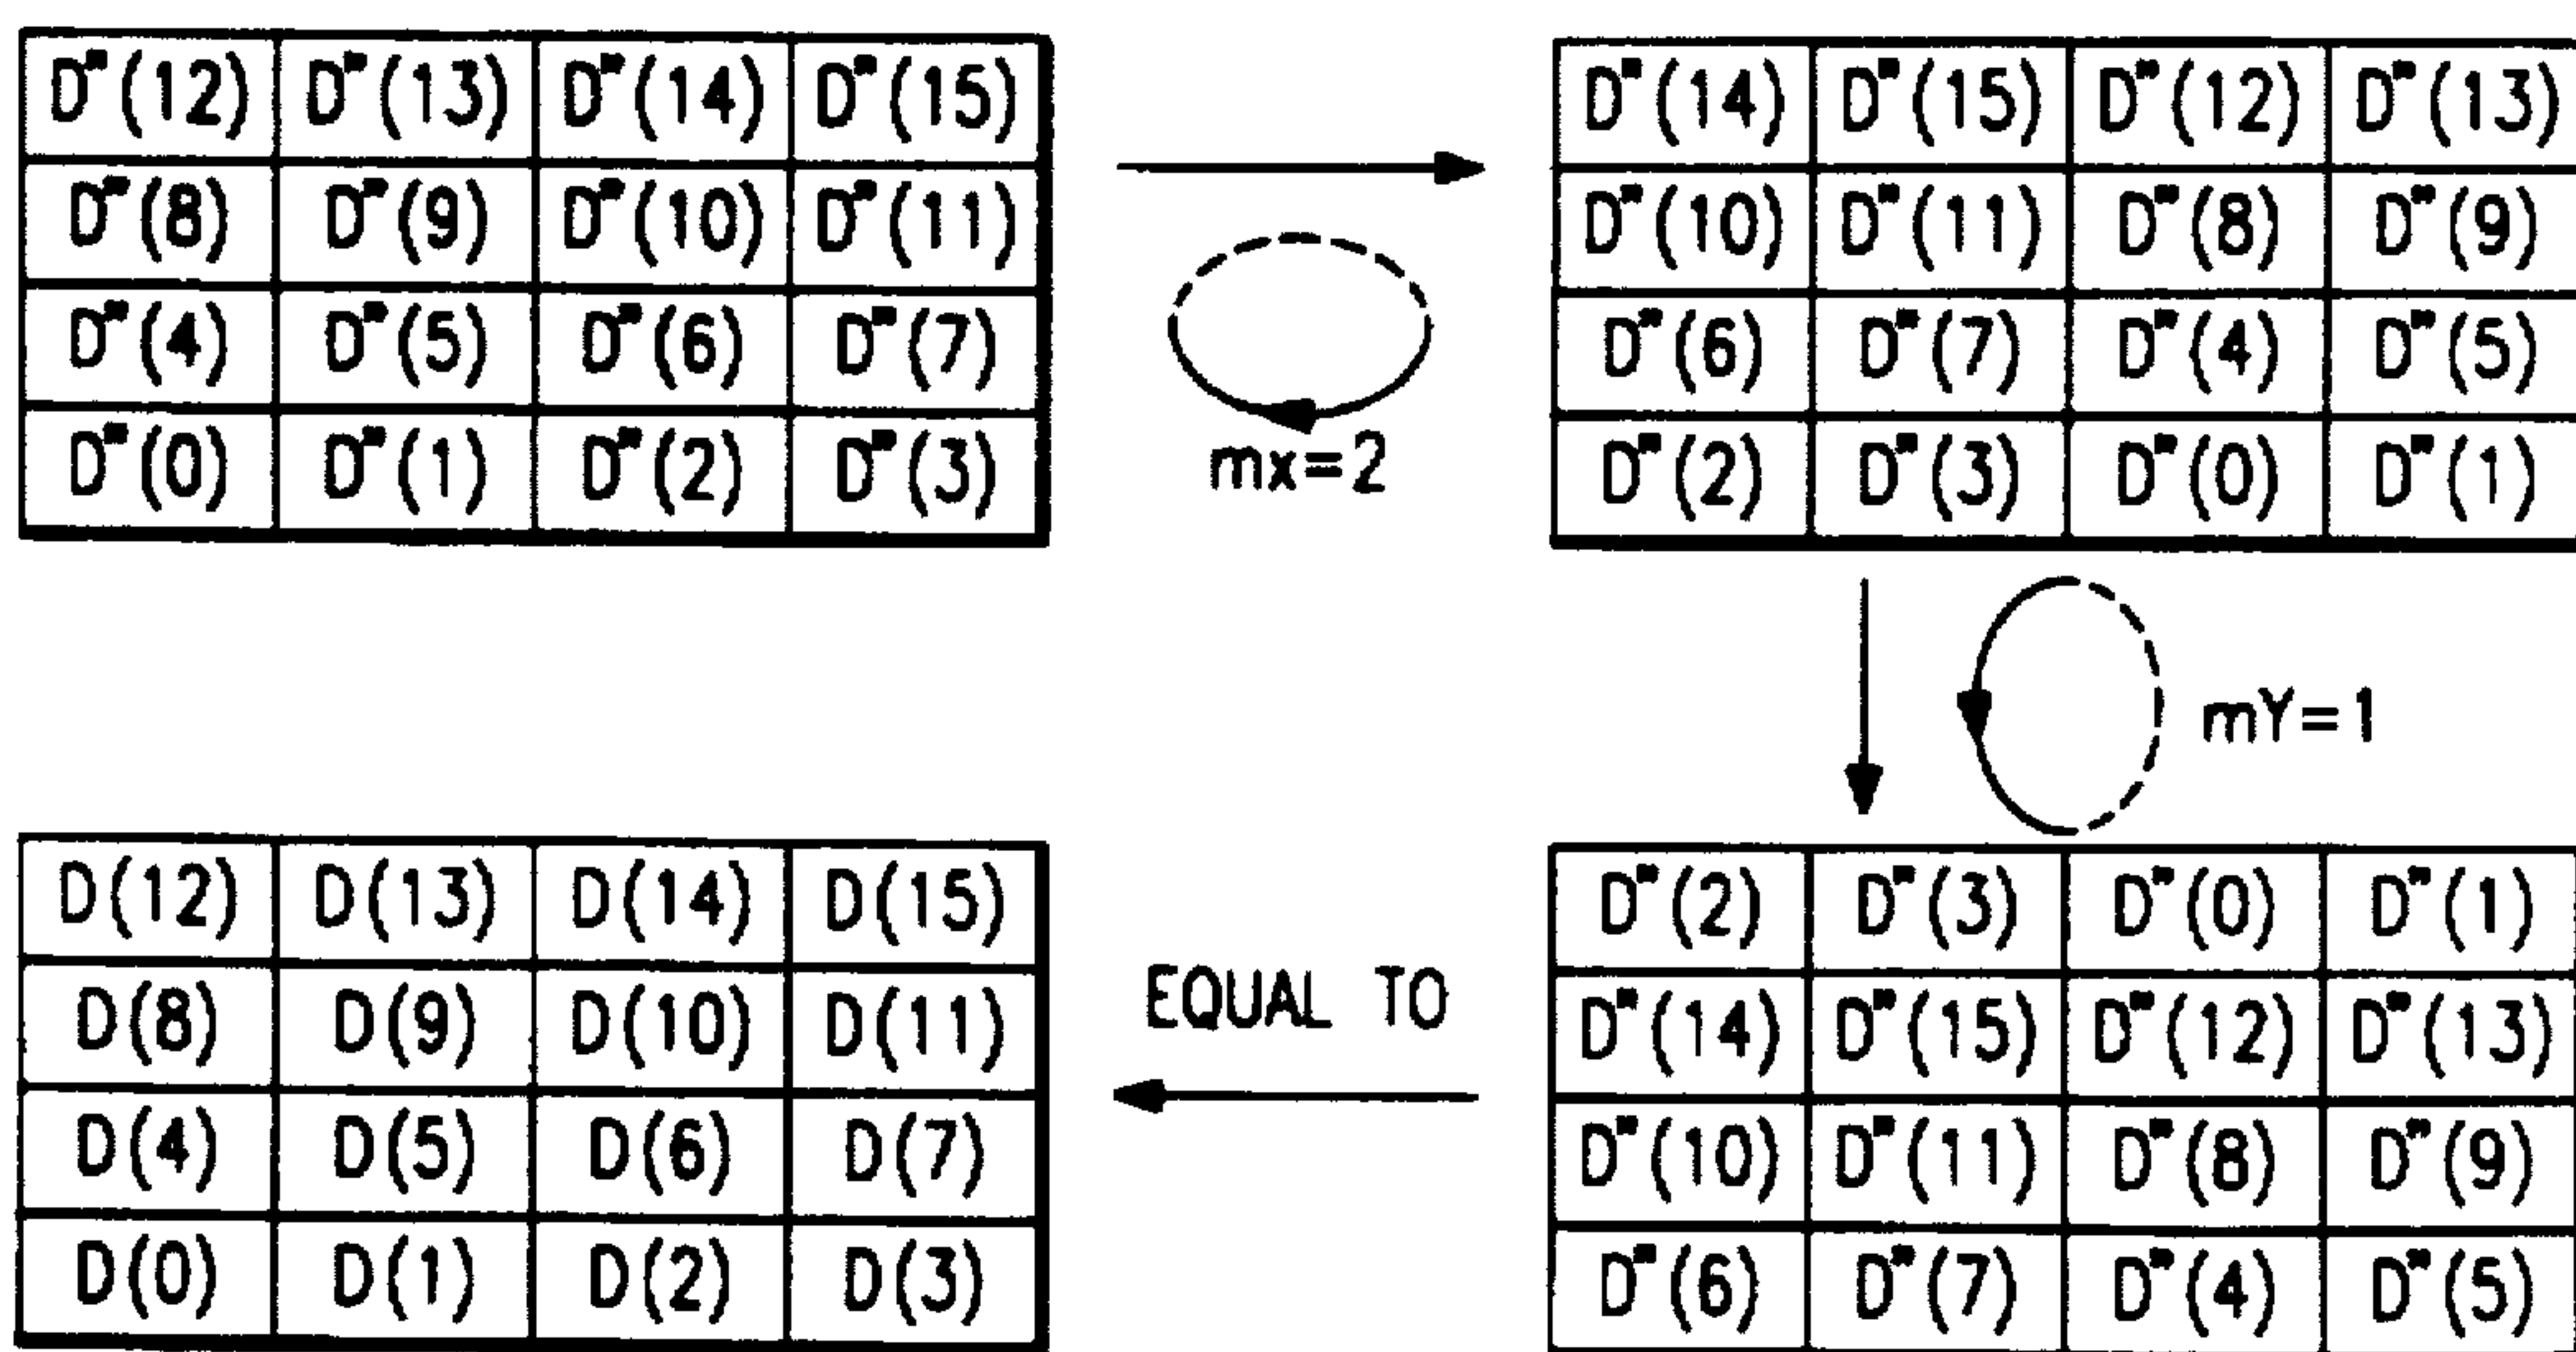 D"(12) D"(13) D"(14) D"(15)
D"(8) D"(9) D"(10) D"(11)
D"(4) D"(5) D"(6) D"(7)
D"(0) D"(1) D"(2) D"(3)
mx=2
D"(14) D"(15) D"(12) D"(13)
D"(10) D"(11) D"(8) D"(9)
D"(6) D"(7) D"(4) D"(5)
D"(2) D"(3) D"(0) D"(1)
mY=1
D"(2) D"(3) D"(0) D"(1)
D"(14) D"(15) D"(12) D"(13)
D"(10) D"(11) D"(8) D"(9)
D"(6) D"(7) D"(4) D"(5)
EQUAL TO
D(12) D(13) D(14) D(15)
D(8) D(9) D(10) D(11)
D(4) D(5) D(6) D(7)
D(0) D(1) D(2) D(3)